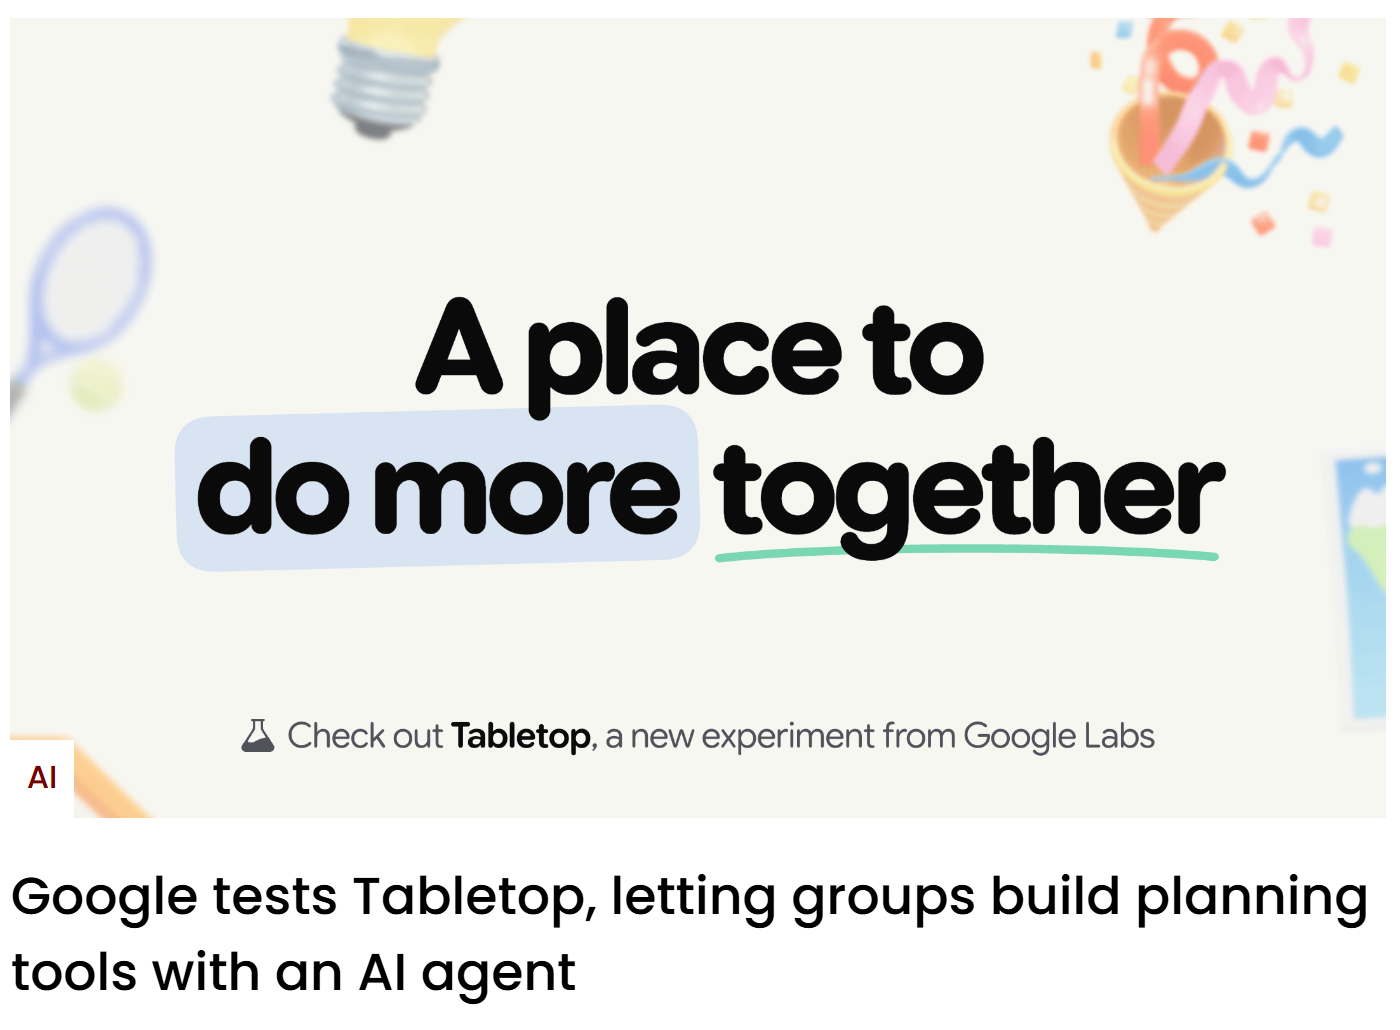 A place to
do more together
Check out Tabletop, a new experiment from Google Labs
AI
Google tests Tabletop, letting groups build planning
tools with an AI agent